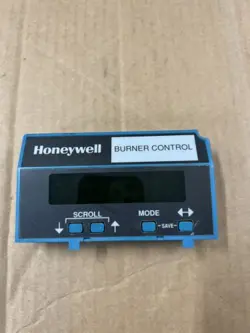 Honeywell
BURNER CONTROL
SCROLL
MODE
SAVE